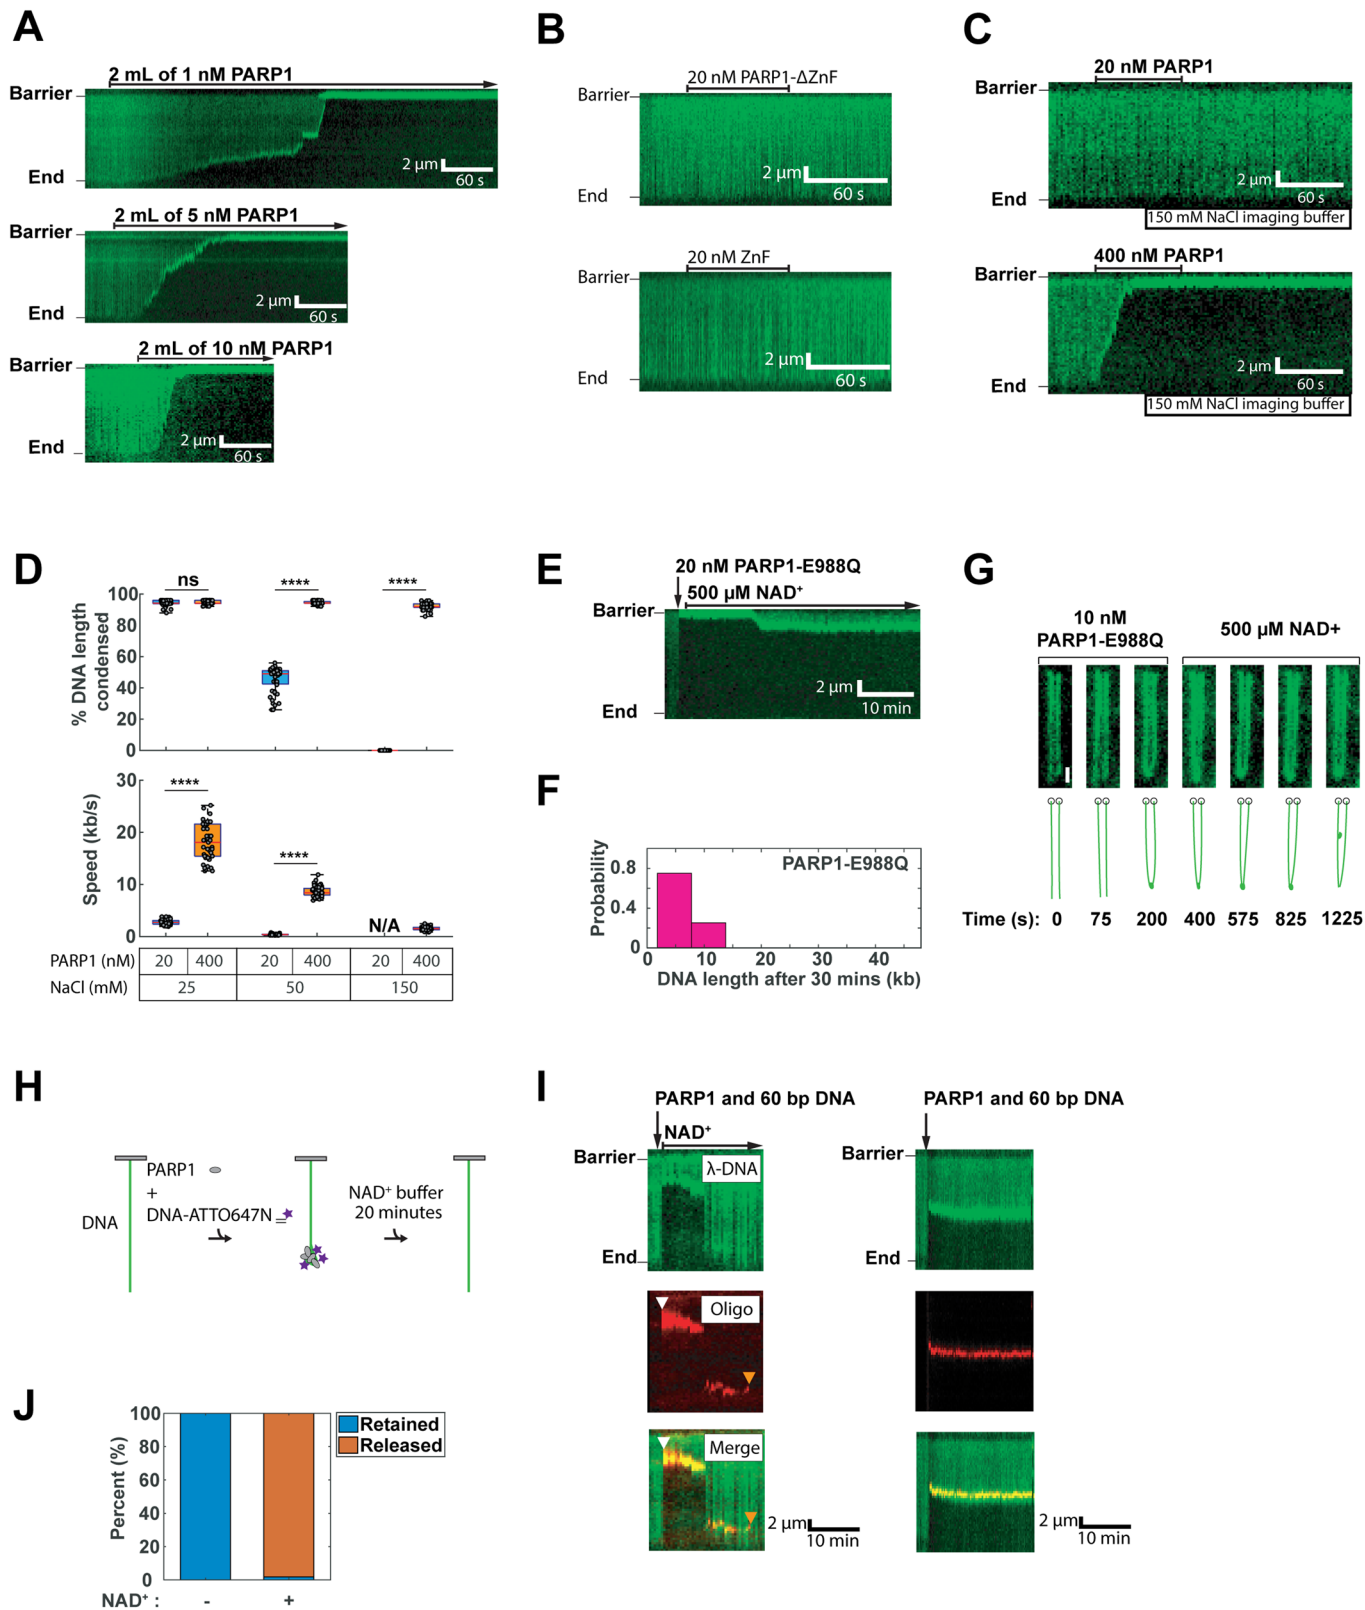 A
2 mL of 1 nM PARP1
Barrier
End
2 μm
60 s
2 mL of 5 nM PARP1
Barrier
End
2 μm
60 s
2 mL of 10 nM PARP1
Barrier
End
2 μm
60 s
B
20 nM PARP1-ΔZnF
Barrier
End
2 μm
60 s
20 nM ZnF
Barrier
End
2 μm
60 s
C
20 nM PARP1
Barrier
End
2 μm
60 s
150 mM NaCl imaging buffer
400 nM PARP1
Barrier
End
2 μm
60 s
150 mM NaCl imaging buffer
D
% DNA length
condensed
100
80
60
40
20
0
ns
****
****
Speed (kb/s)
30
20
10
0
****
****
N/A
PARP1 (nM) 20 400 20 400 20 400
NaCl (mM) 25 50 150
E
20 nM PARP1-E988Q
500 μM NAD⁺
Barrier
End
2 μm
10 min
F
PARP1-E988Q
Probability
0.8
0.4
0
0 10 20 30 40
DNA length after 30 mins (kb)
G
10 nM
PARP1-E988Q
500 μM NAD+
Time (s): 0 75 200 400 575 825 1225
H
PARP1
+
DNA-ATTO647N
DNA
NAD⁺ buffer
20 minutes
I
PARP1 and 60 bp DNA
NAD⁺
Barrier
λ-DNA
End
Oligo
Merge
2 μm
10 min
PARP1 and 60 bp DNA
Barrier
End
2 μm
10 min
J
Percent (%)
100
80
60
40
20
0
Retained
Released
NAD⁺ : - +